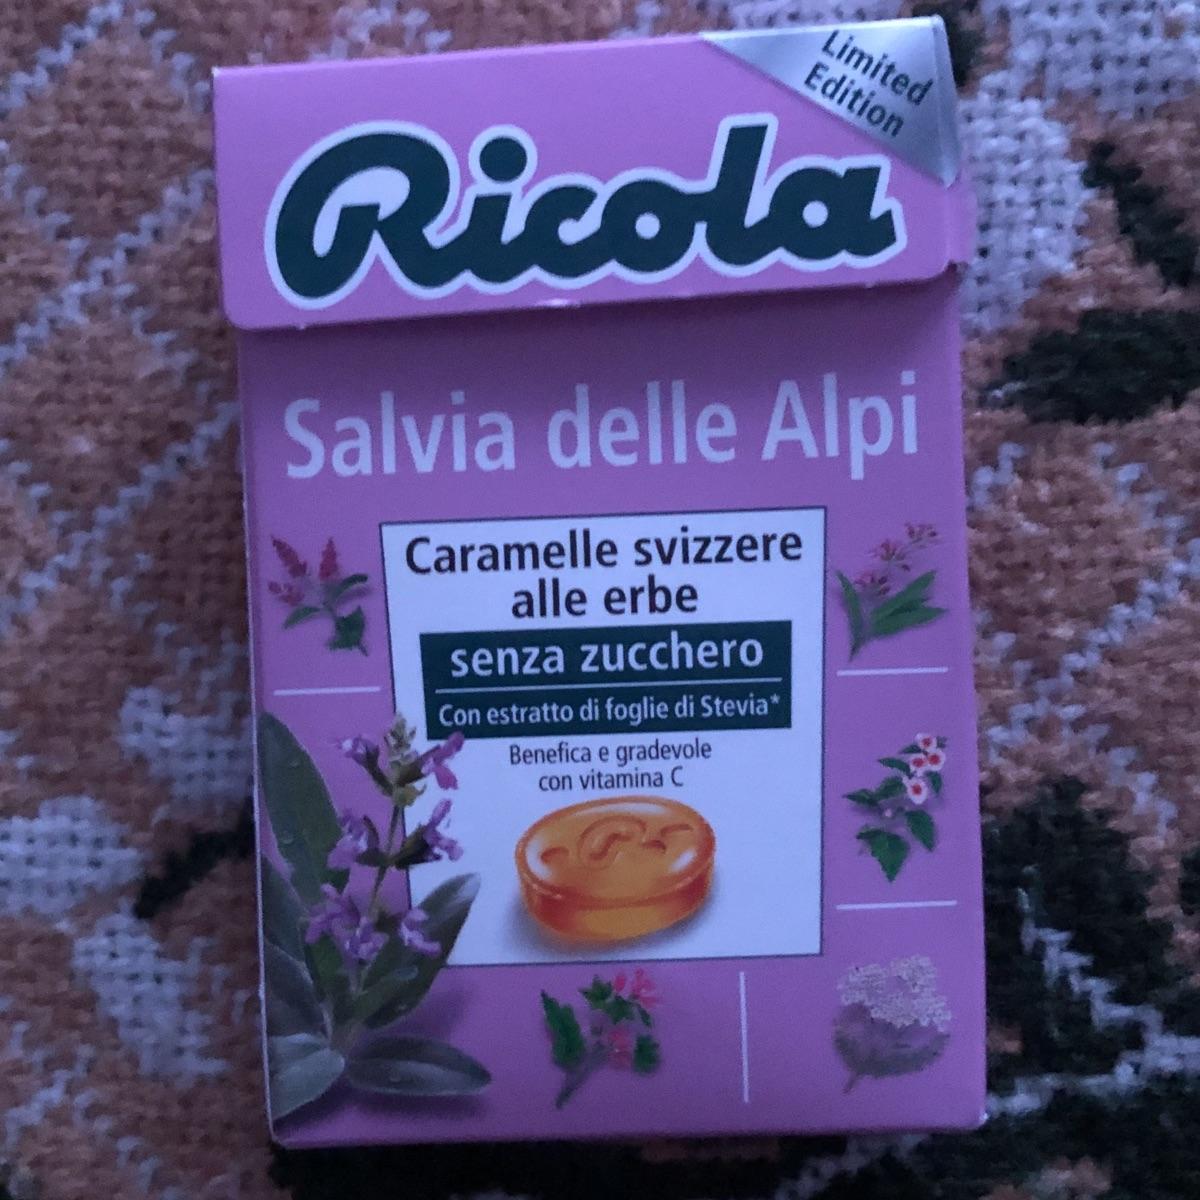 Limited
Edition
Ricola
Salvia delle Alpi
Caramelle svizzere
alle erbe
senza zucchero
Con estratto di foglie di Stevia*
Benefica e gradevole
con vitamina C